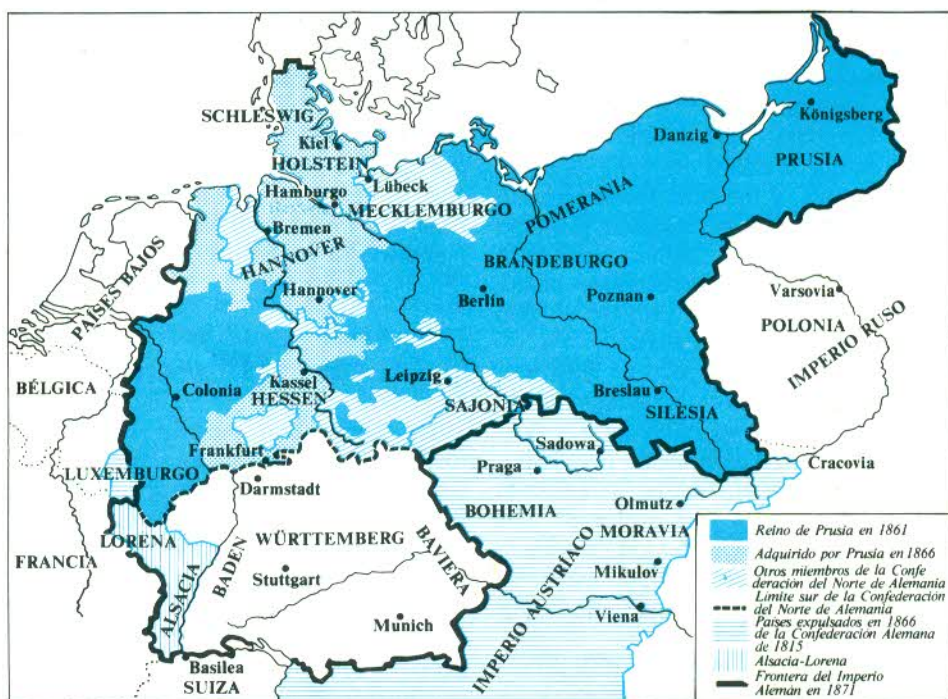 SCHLESWIG
Kiel
HOLSTEIN
Hamburgo
Lübeck
MECKLEMBURGO
Bremen
HANNOVER
Hannover
POMERANIA
Danzig
Königsberg
PRUSIA
BRANDEBURGO
Berlín
Poznan
Varsovia
POLONIA
IMPERIO RUSO
PAÍSES BAJOS
BÉLGICA
Colonia
Kassel
HESSEN
Leipzig
SAJONIA
Breslau
SILESIA
Frankfurt
LUXEMBURGO
Darmstadt
Sadowa
Praga
Cracovia
BOHEMIA
Olmutz
MORAVIA
LORENA
FRANCIA
ALSACIA
BADEN
WÜRTTEMBERG
Stuttgart
BAVIERA
Munich
IMPERIO AUSTRÍACO
Mikulov
Viena
Basilea
SUIZA
Reino de Prusia en 1861
Adquirido por Prusia en 1866
Otros miembros de la Confe
deración del Norte de Alemania
Límite sur de la Confederación
del Norte de Alemania
Países expulsados en 1866
de la Confederación Alemana
de 1815
Alsacia-Lorena
Frontera del Imperio
Alemán en 1871